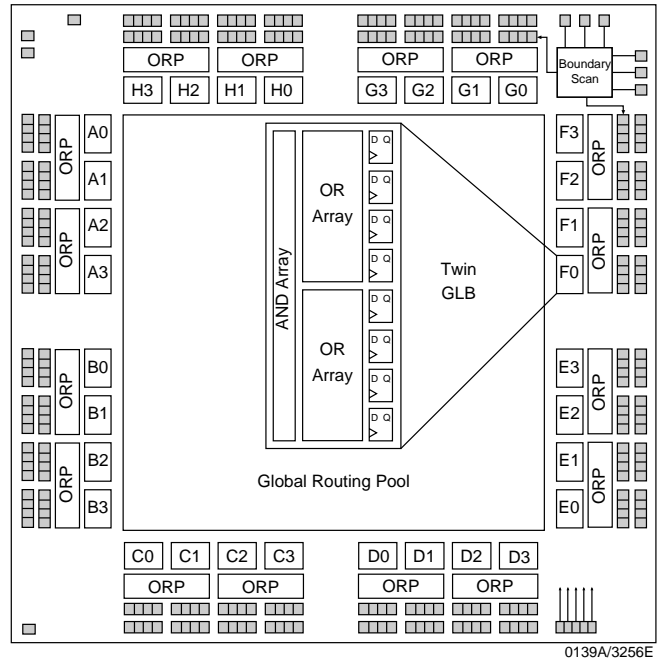 ORP ORP ORP ORP
H3 H2 H1 H0 G3 G2 G1 G0
Boundary
Scan
ORP
A0
A1
ORP
A2
A3
ORP
B0
B1
ORP
B2
B3
AND Array
OR
Array
D Q
D Q
D Q
D Q
OR
Array
D Q
D Q
D Q
D Q
Twin
GLB
Global Routing Pool
F3
F2
ORP
F1
F0
ORP
E3
E2
ORP
E1
E0
ORP
C0 C1 C2 C3 D0 D1 D2 D3
ORP ORP ORP ORP
0139A/3256E